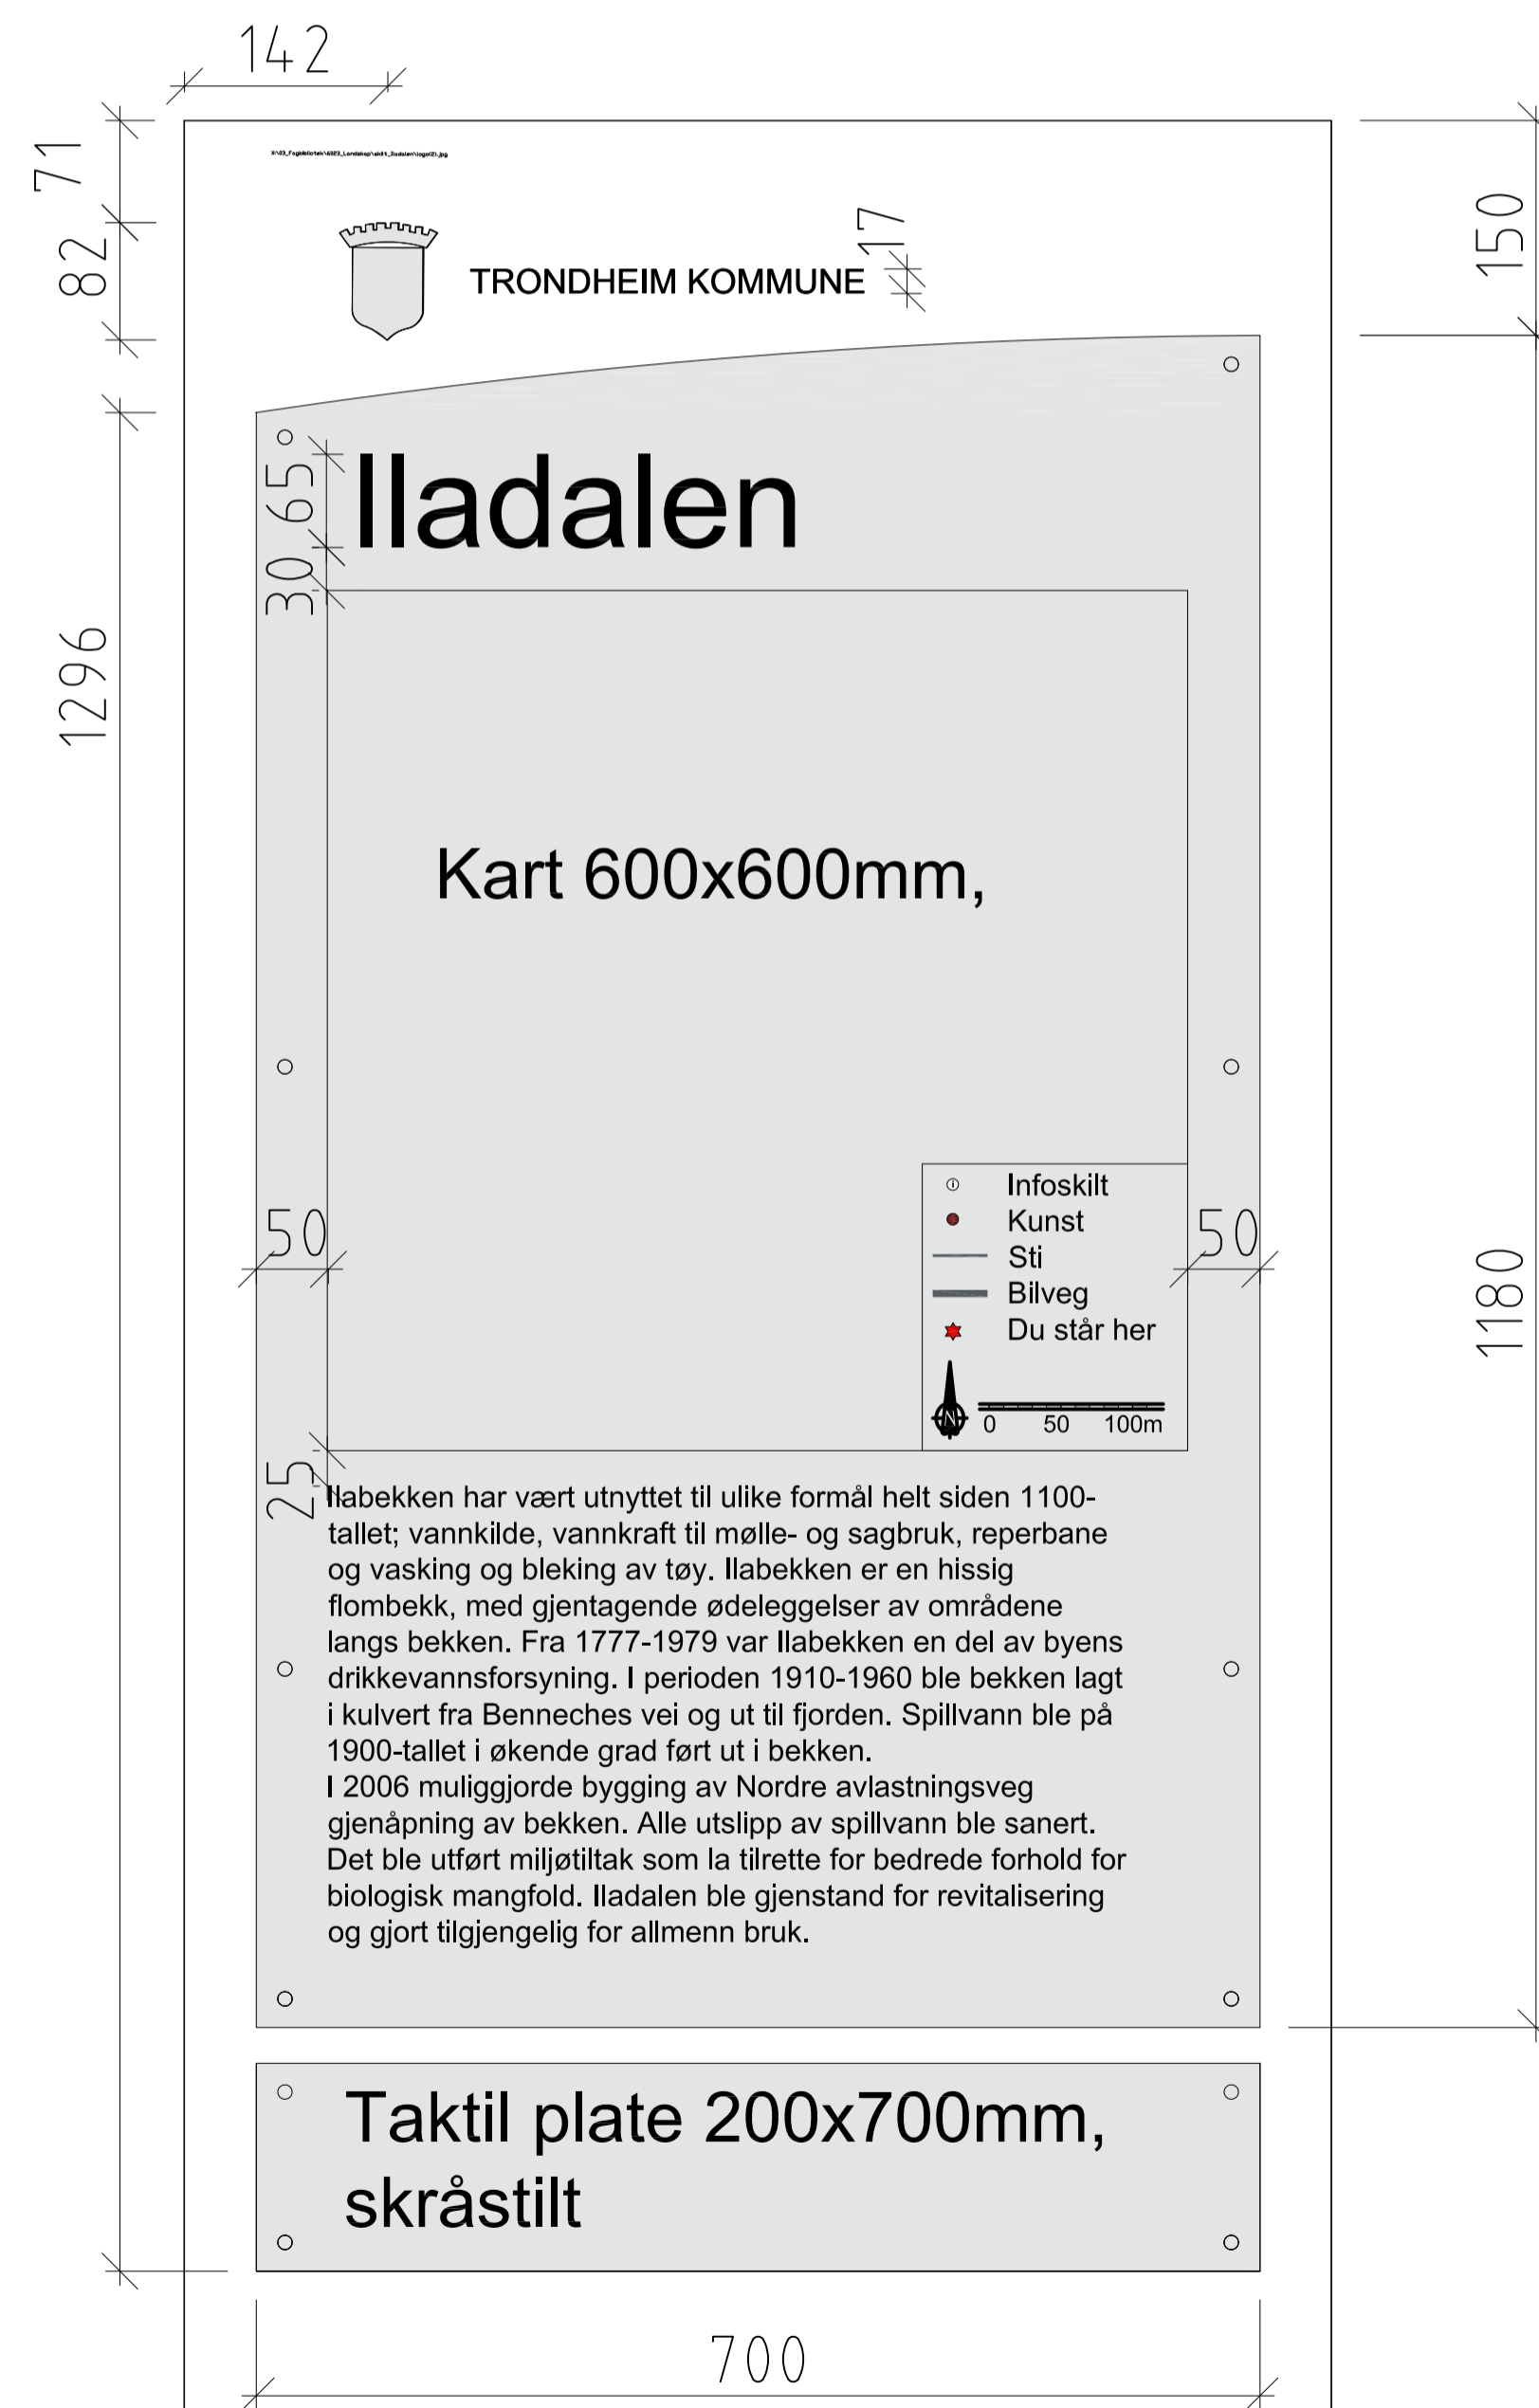 142
71
82
150
X:\03_Fagbibliotek\6023_Landskap\skilt_Iladalen\logo(2).jpg
17
TRONDHEIM KOMMUNE
65
Iladalen
30
1296
Kart 600x600mm,
Infoskilt
Kunst
50
50
Sti
Bilveg
1180
Du står her
N
0 50 100m
25
Ilabekken har vært utnyttet til ulike formål helt siden 1100-
tallet; vannkilde, vannkraft til mølle- og sagbruk, reperbane
og vasking og bleking av tøy. Ilabekken er en hissig
flombekk, med gjentagende ødeleggelser av områdene
langs bekken. Fra 1777-1979 var Ilabekken en del av byens
drikkevannsforsyning. I perioden 1910-1960 ble bekken lagt
i kulvert fra Benneches vei og ut til fjorden. Spillvann ble på
1900-tallet i økende grad ført ut i bekken.
I 2006 muliggjorde bygging av Nordre avlastningsveg
gjenåpning av bekken. Alle utslipp av spillvann ble sanert.
Det ble utført miljøtiltak som la tilrette for bedrede forhold for
biologisk mangfold. Iladalen ble gjenstand for revitalisering
og gjort tilgjengelig for allmenn bruk.
Taktil plate 200x700mm,
skråstilt
700